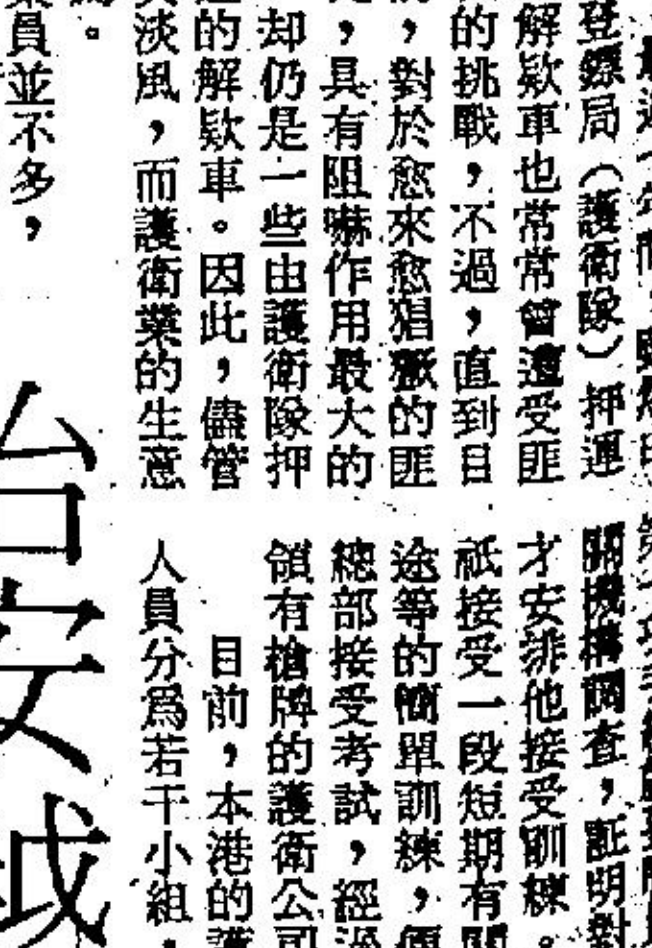 登鏢局（護衛隊）押運
解欵車也常常會遭受匪
的挑戰，不過，直到目
，對於愈來愈猖獗的匪
，具有阻嚇作用最大的
却仍是一些由護衛隊押
的解欵車。因此，儘管
淡風，而護衛業的生意
員並不多，
關機構調查，証明對
才安排他接受訓練。
祇接受一段短期有關
途等的簡單訓練，便
總部接受考試，經過
領有槍牌的護衛公司
目前，本港的護
人員分爲若干小組，
治安越